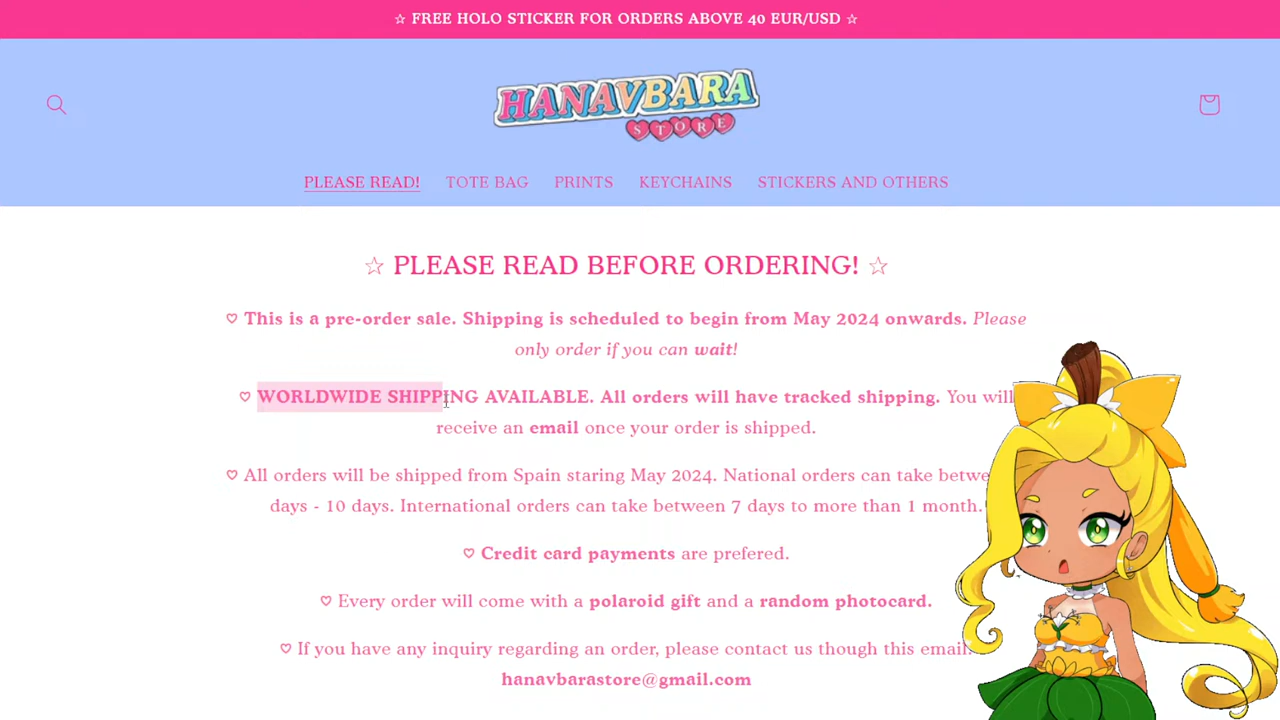 ☆ FREE HOLO STICKER FOR ORDERS ABOVE 40 EUR/USD ☆
HANAVBARA
STORE
PLEASE READ! TOTE BAG PRINTS KEYCHAINS STICKERS AND OTHERS
☆ PLEASE READ BEFORE ORDERING! ☆
♡ This is a pre-order sale. Shipping is scheduled to begin from May 2024 onwards. Please
only order if you can wait!
♡ WORLDWIDE SHIPPING AVAILABLE. All orders will have tracked shipping. You will
receive an email once your order is shipped.
♡ All orders will be shipped from Spain staring May 2024. National orders can take
days - 10 days. International orders can take between 7 days to more than 1 month.
♡ Credit card payments are prefered.
♡ Every order will come with a polaroid gift and a random photocard.
♡ If you have any inquiry regarding an order, please contact us though this email:
hanavbarastore@gmail.com